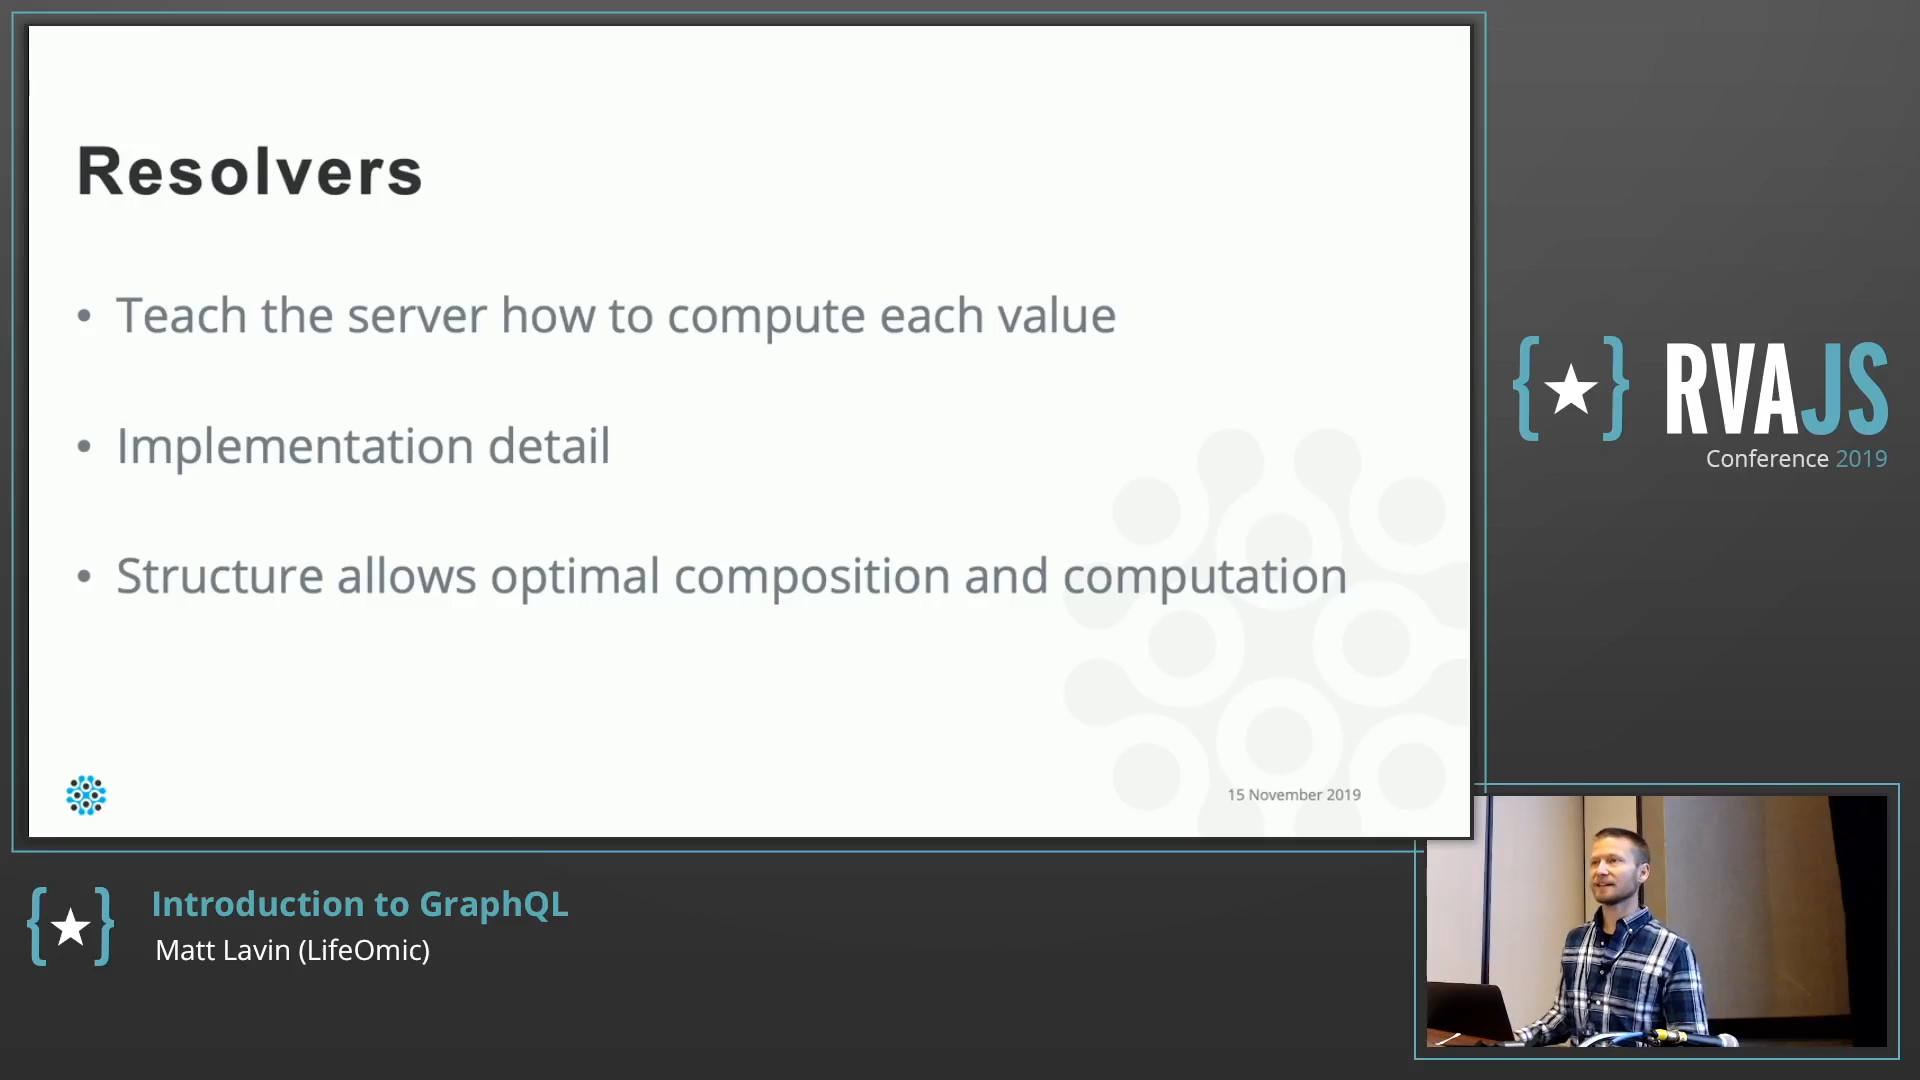 Resolvers
• Teach the server how to compute each value
• Implementation detail
• Structure allows optimal composition and computation
15 November 2019
{★} RVAJS
Conference 2019
Introduction to GraphQL
Matt Lavin (LifeOmic)